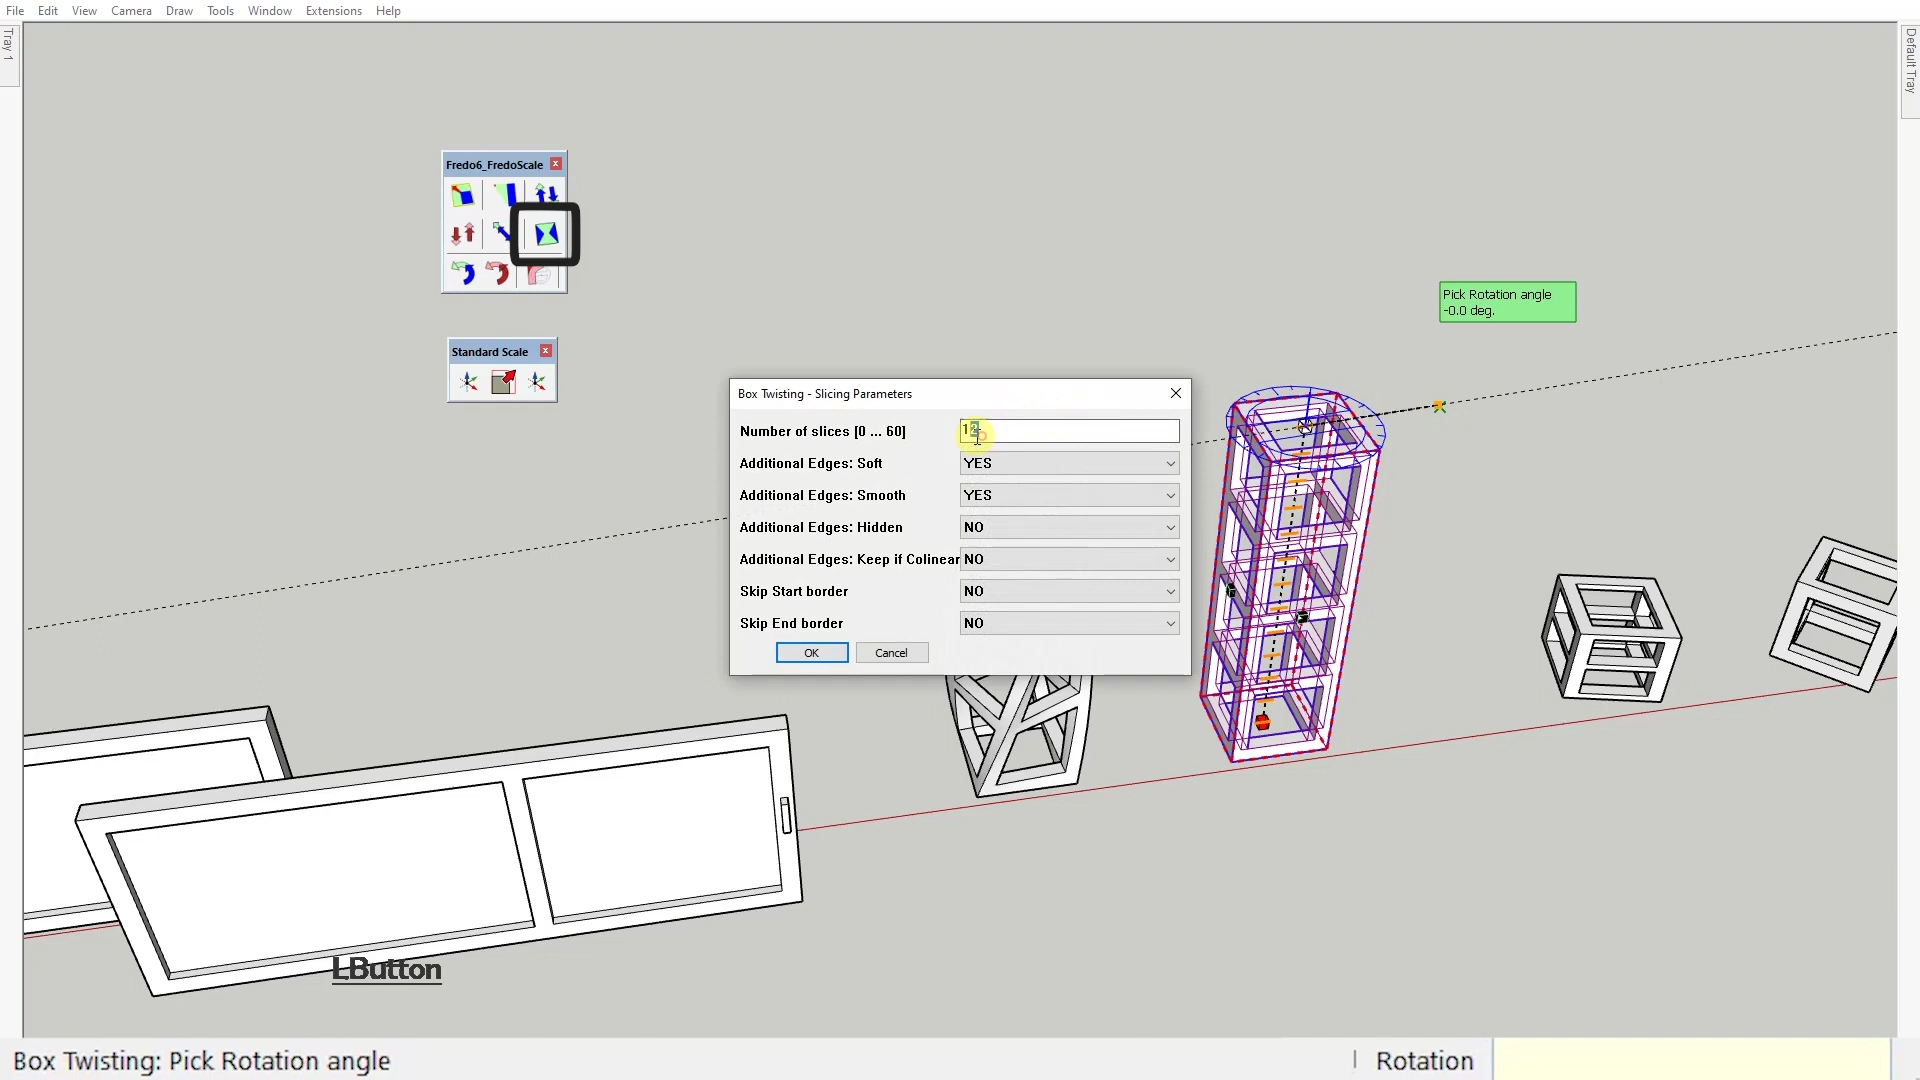 File Edit View Camera Draw Tools Window Extensions Help
Tray 1
Default Tray
Fredo6_FredoScale
Standard Scale
Pick Rotation angle
-0.0 deg.
Box Twisting - Slicing Parameters
Number of slices [0 ... 60] 12
Additional Edges: Soft YES
Additional Edges: Smooth YES
Additional Edges: Hidden NO
Additional Edges: Keep if Colinear NO
Skip Start border NO
Skip End border NO
OK Cancel
LButton
Box Twisting: Pick Rotation angle Rotation